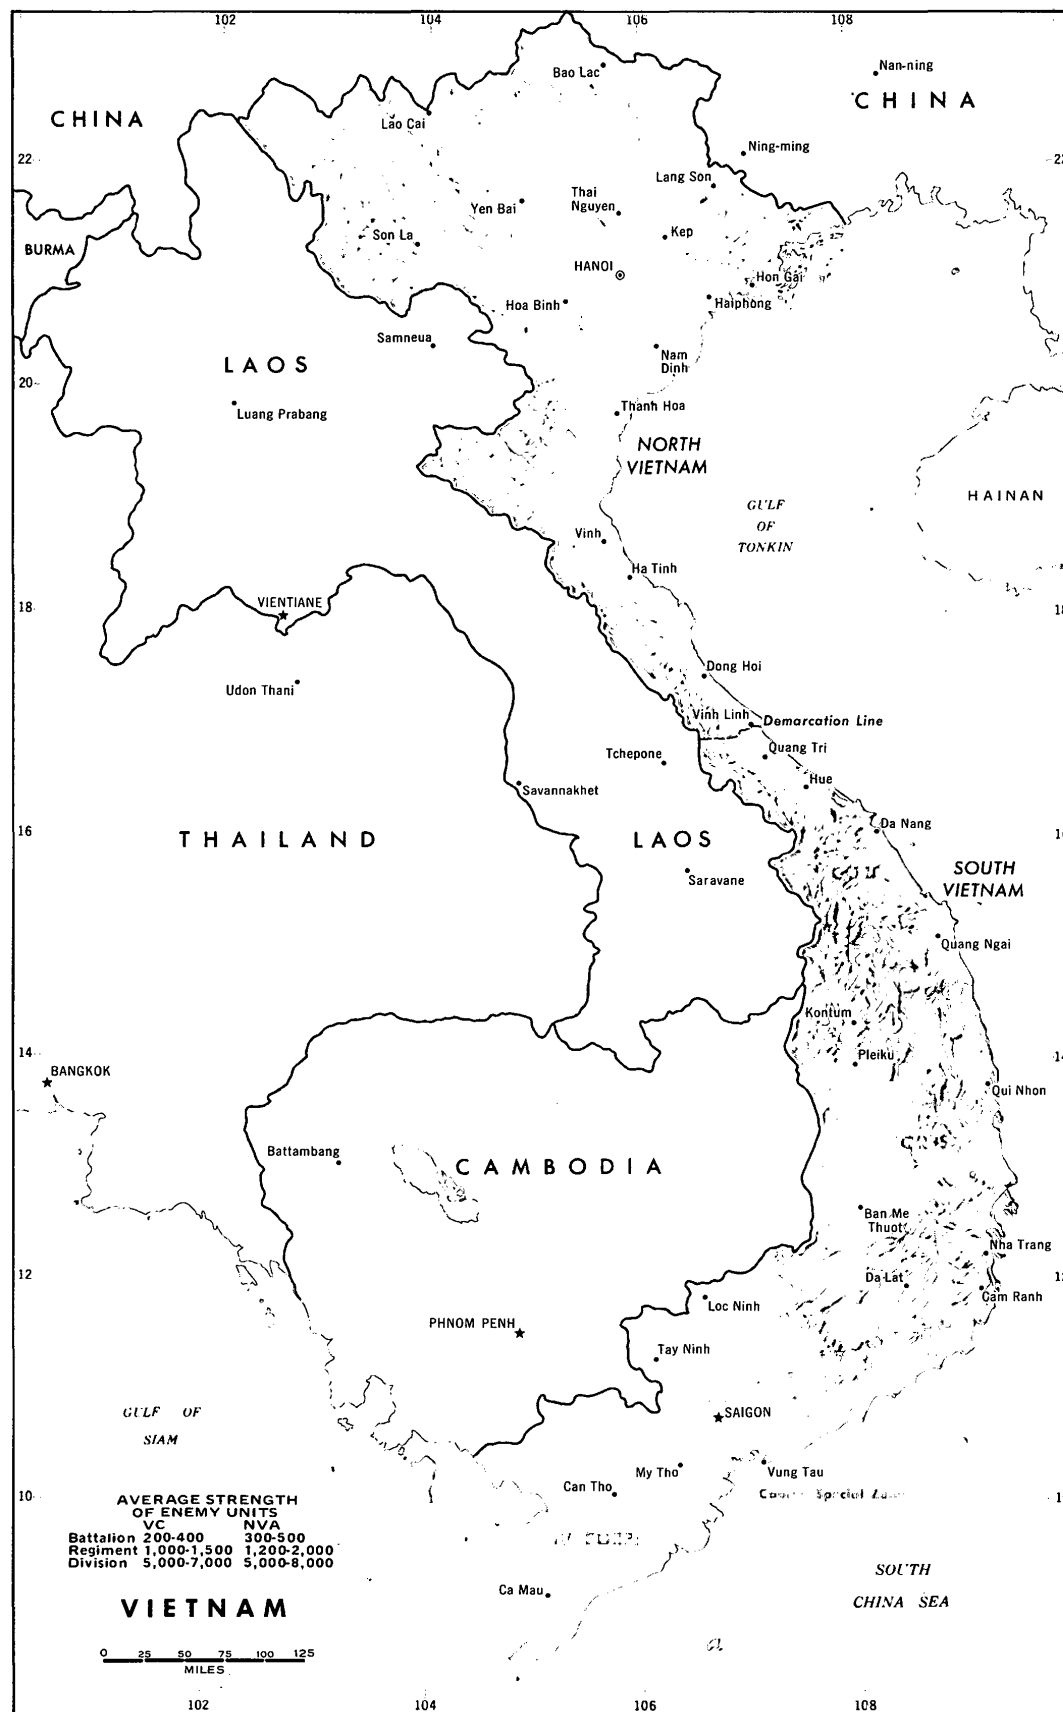 102 104 106 108
Nan-ning
Bao Lac
CHINA
CHINA
Lao Cai
Ning-ming
22
Lang Son
Thai
Nguyen
Yen Bai
Kep
Son La
BURMA
HANOI
Hon Gai
Hoa Binh
Haiphong
Samneua
Nam
Dinh
LAOS
20
Luang Prabang
Thanh Hoa
NORTH
VIETNAM
HAINAN
GULF
OF
TONKIN
Vinh
Ha Tinh
VIENTIANE
18
Dong Hoi
Udon Thani
Vinh Linh
Demarcation Line
Quang Tri
Tchepone
Hue
Savannakhet
Da Nang
16
THAILAND
LAOS
SOUTH
VIETNAM
Saravane
Quang Ngai
Kontum
14
Pleiku
BANGKOK
Qui Nhon
Battambang
CAMBODIA
Ban Me
Thuot
Nha Trang
12
Da Lat
Cam Ranh
Loc Ninh
PHNOM PENH
Tay Ninh
GULF OF
SIAM
SAIGON
My Tho
Vung Tau
Can Tho
Special
10
AVERAGE STRENGTH
OF ENEMY UNITS
VC NVA
Battalion 200-400 300-500
Regiment 1,000-1,500 1,200-2,000
Division 5,000-7,000 5,000-8,000
SOUTH
CHINA SEA
Ca Mau
VIETNAM
0 25 50 75 100 125
MILES
102 104 106 108